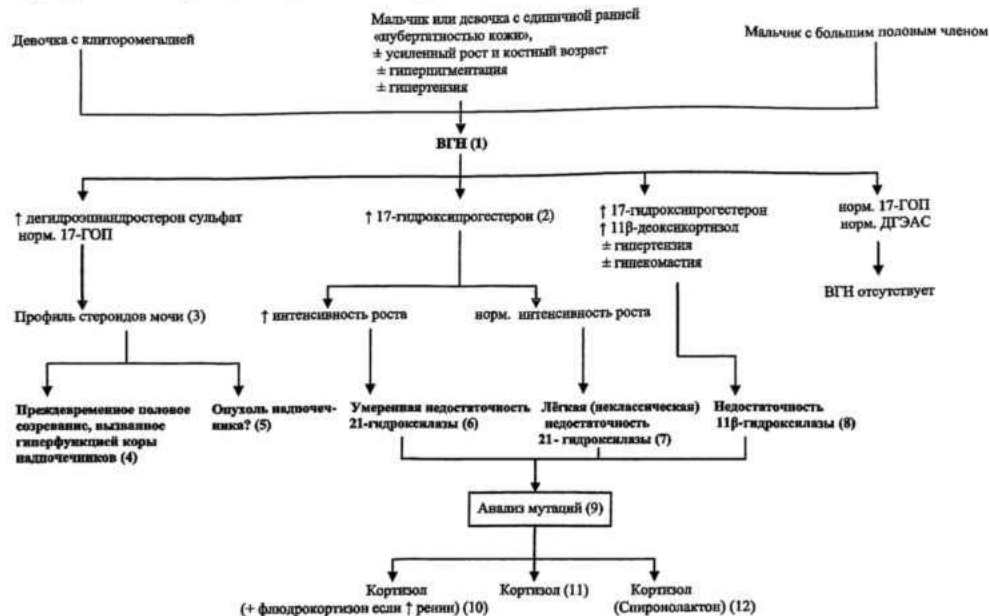 Девочка с клиторомегалией
Мальчик или девочка с единичной ранней
«пубертатностью кожи»,
± усиленный рост и костный возраст
± гиперпигментация
± гипертензия
Мальчик с большим половым членом
ВГН (1)
↑ дегидроэпиандростерон сульфат
норм. 17-ГОП
↑ 17-гидроксипрогестерон (2)
↑ 17-гидроксипрогестерон
↑ 11β-деоксикортизол
± гипертензия
± гинекомастия
норм. 17-ГОП
норм. ДГЭАС
ВГН отсутствует
Профиль стероидов мочи (3)
↑ интенсивность роста
норм. интенсивность роста
Преждевременное половое
созревание, вызванное
гиперфункцией коры
надпочечников (4)
Опухоль надпочеч-
ника? (5)
Умеренная недостаточность
21-гидроксилазы (6)
Лёгкая (неклассическая)
недостаточность
21- гидроксилазы (7)
Недостаточность
11β-гидроксилазы (8)
Анализ мутаций (9)
Кортизол
(+ флюдрокортизон если ↑ ренин) (10)
Кортизол (11)
Кортизол
(Спиронолактон) (12)